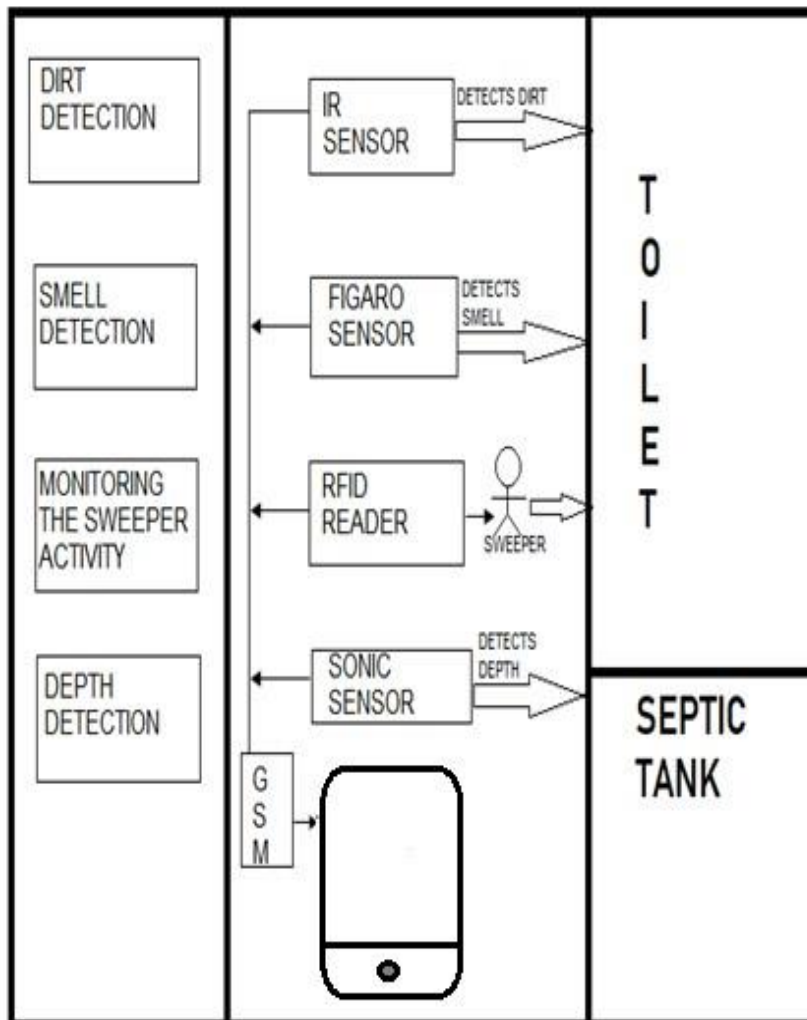 DIRT
DETECTION
SMELL
DETECTION
MONITORING
THE SWEEPER
ACTIVITY
DEPTH
DETECTION
IR
SENSOR
DETECTS DIRT
FIGARO
SENSOR
DETECTS
SMELL
RFID
READER
SWEEPER
SONIC
SENSOR
DETECTS
DEPTH
G
S
M
T
O
I
L
E
T
SEPTIC
TANK